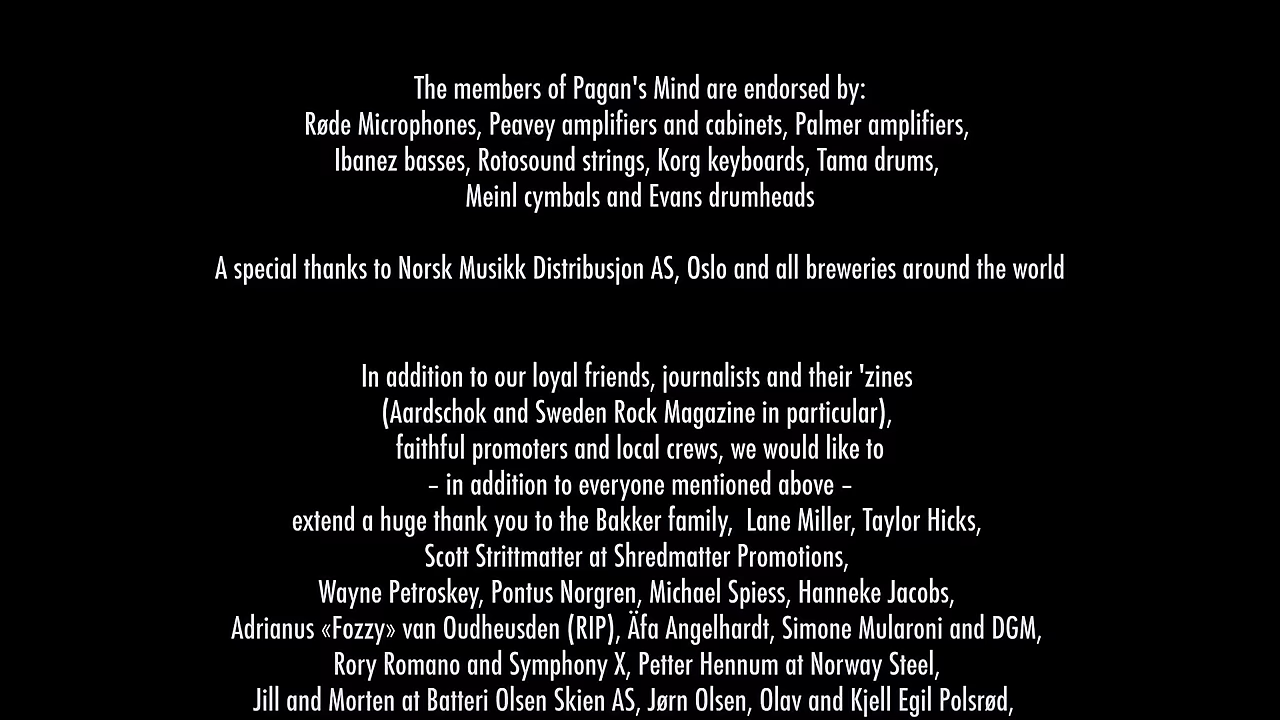 The members of Pagan's Mind are endorsed by:
Røde Microphones, Peavey amplifiers and cabinets, Palmer amplifiers,
Ibanez basses, Rotosound strings, Korg keyboards, Tama drums,
Meinl cymbals and Evans drumheads
A special thanks to Norsk Musikk Distribusjon AS, Oslo and all breweries around the world
In addition to our loyal friends, journalists and their 'zines
(Aardschok and Sweden Rock Magazine in particular),
faithful promoters and local crews, we would like to
– in addition to everyone mentioned above –
extend a huge thank you to the Bakker family,  Lane Miller, Taylor Hicks,
Scott Strittmatter at Shredmatter Promotions,
Wayne Petroskey, Pontus Norgren, Michael Spiess, Hanneke Jacobs,
Adrianus «Fozzy» van Oudheusden (RIP), Äfa Angelhardt, Simone Mularoni and DGM,
Rory Romano and Symphony X, Petter Hennum at Norway Steel,
Jill and Morten at Batteri Olsen Skien AS, Jørn Olsen, Olav and Kjell Egil Polsrød,